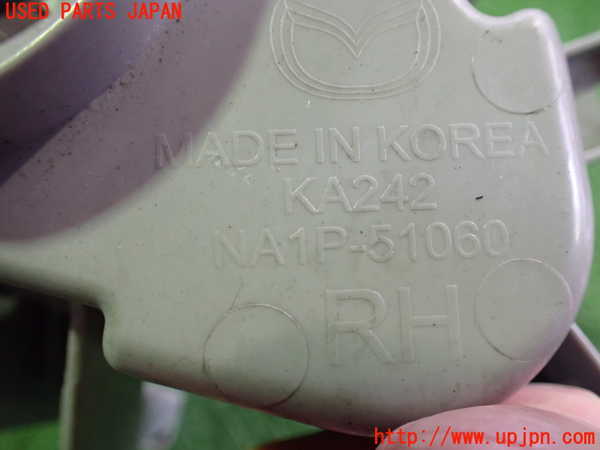 USED PARTS JAPAN
MADE IN KOREA
KA242
NA1P-51060
RH
http://www.upjpn.com/